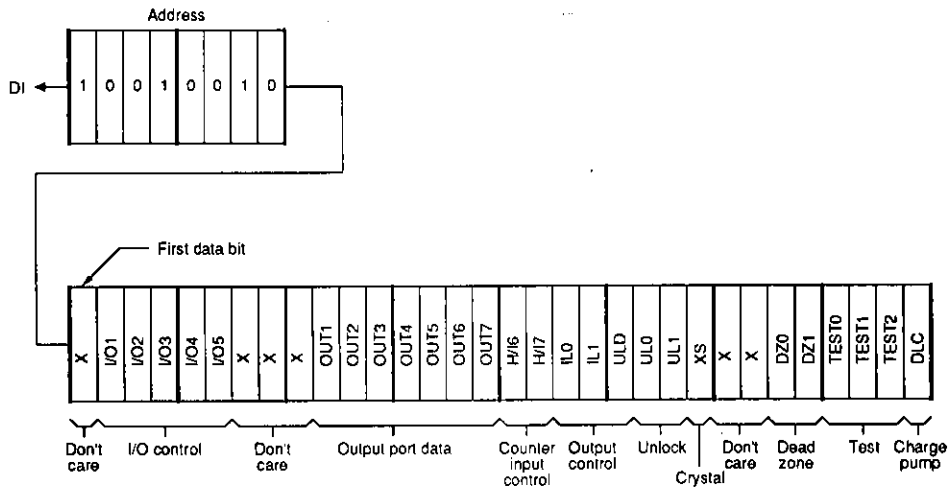 Address
DI
1 0 0 1 0 0 1 0
First data bit
X I/O1 I/O2 I/O3 I/O4 I/O5 X X X OUT1 OUT2 OUT3 OUT4 OUT5 OUT6 OUT7 H/I6 H/I7 IL0 IL1 ULD UL0 UL1 XS X X DZ0 DZ1 TEST0 TEST1 TEST2 DLC
Don't care
I/O control
Don't care
Output port data
Counter input control
Output control
Unlock
Crystal
Don't care
Dead zone
Test
Charge pump